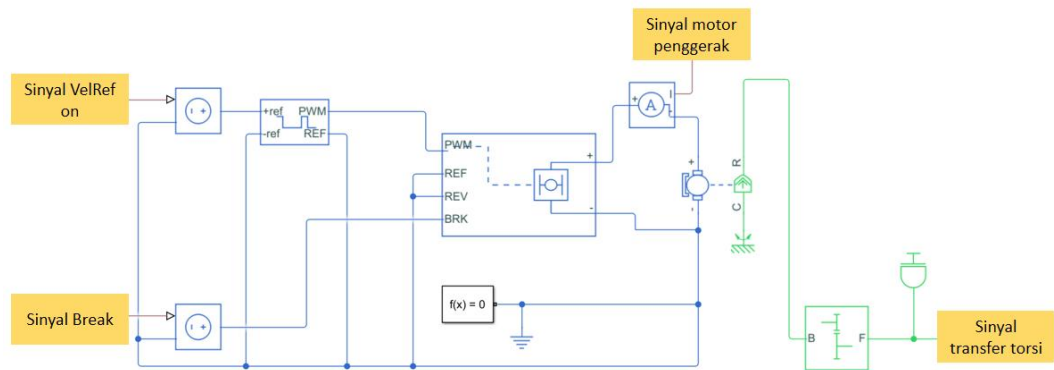 Sinyal motor
penggerak
Sinyal VelRef
on
+ref PWM
-ref REF
+
I
A
-
PWM
REF
REV
BRK
+
-
+
-
R
C
Sinyal Break
f(x) = 0
B F
Sinyal
transfer torsi